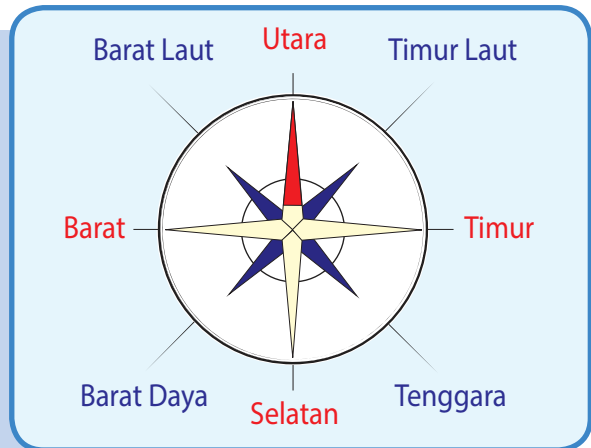 Utara
Barat Laut
Timur Laut
Barat
Timur
Barat Daya
Tenggara
Selatan